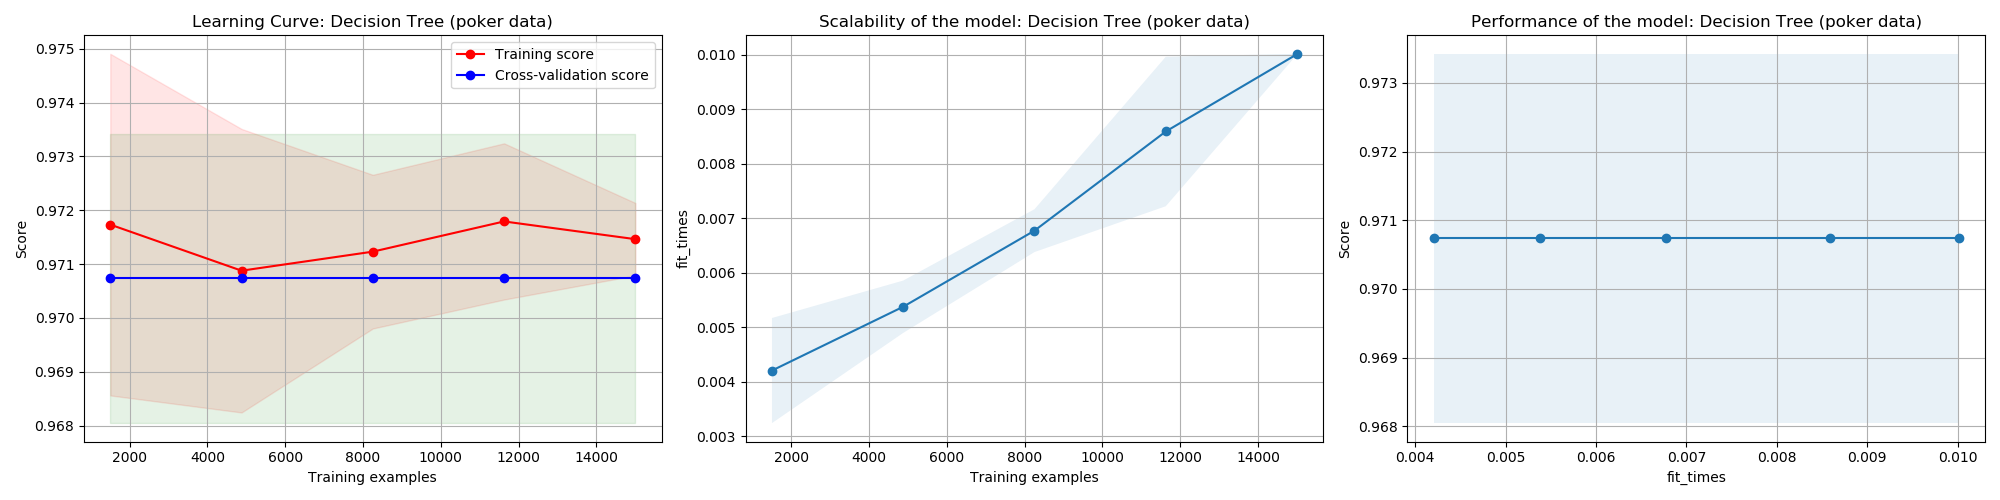 Learning Curve: Decision Tree (poker data)
0.975
0.974
0.973
0.972
0.971
0.970
0.969
0.968
Score
Training score
Cross-validation score
2000 4000 6000 8000 10000 12000 14000
Training examples
Scalability of the model: Decision Tree (poker data)
0.010
0.009
0.008
0.007
0.006
0.005
0.004
0.003
fit_times
2000 4000 6000 8000 10000 12000 14000
Training examples
Performance of the model: Decision Tree (poker data)
0.973
0.972
0.971
0.970
0.969
0.968
Score
0.004 0.005 0.006 0.007 0.008 0.009 0.010
fit_times